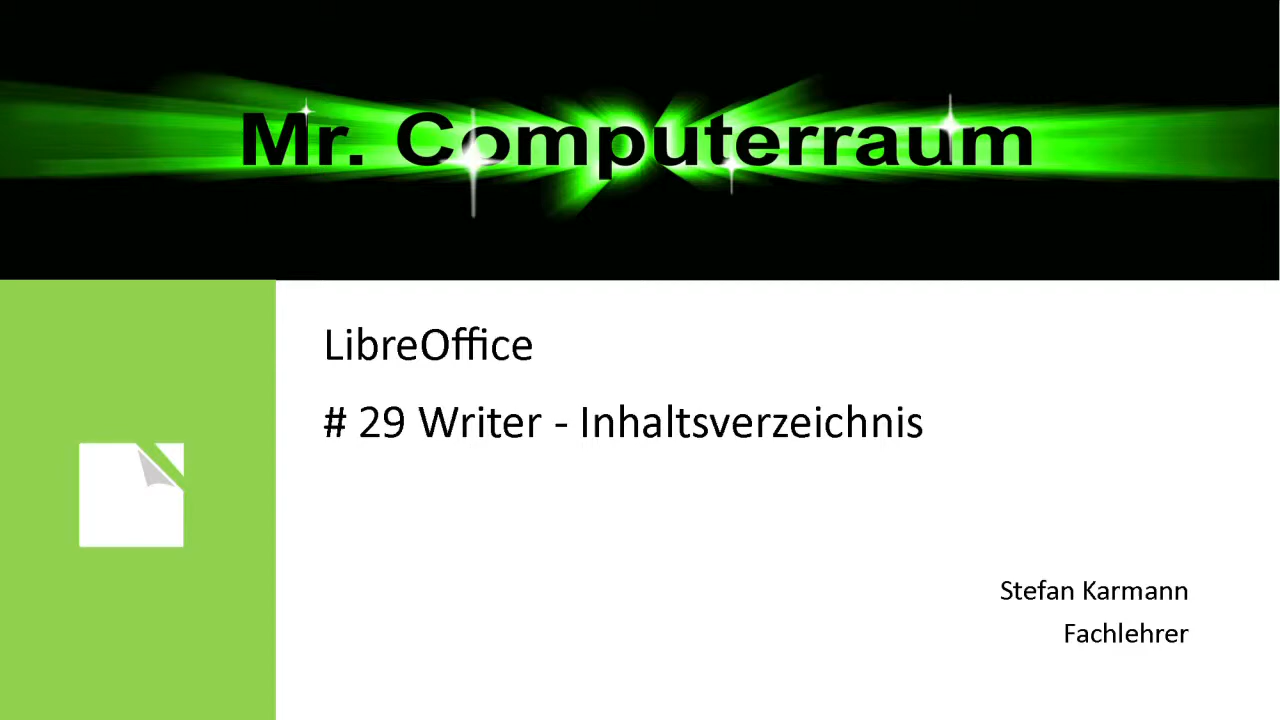 Mr. Computerraum
LibreOffice
# 29 Writer - Inhaltsverzeichnis
Stefan Karmann
Fachlehrer